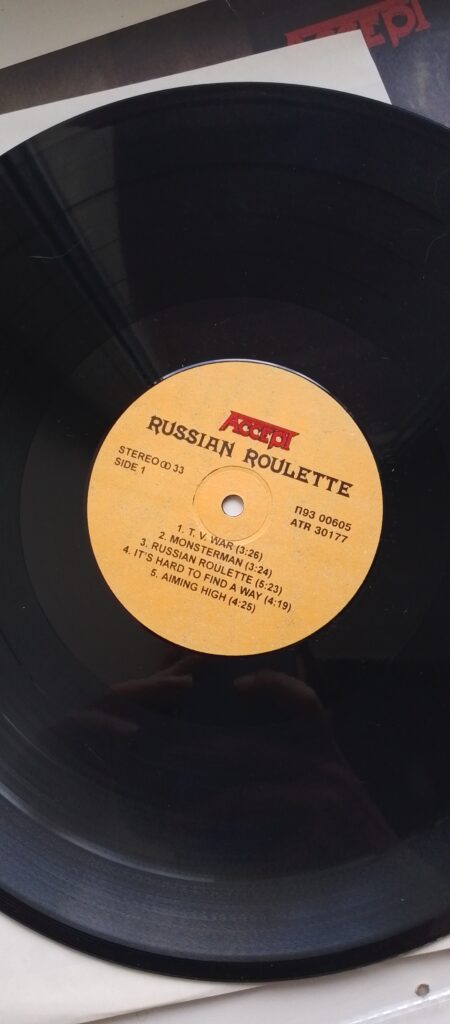 Accept
Accept
RUSSIAN ROULETTE
STEREO 33
SIDE 1
П93 00605
ATR 30177
1. T. V. WAR (3:26)
2. MONSTERMAN (3:24)
3. RUSSIAN ROULETTE (5:23)
4. IT'S HARD TO FIND A WAY (4:19)
5. AIMING HIGH (4:25)